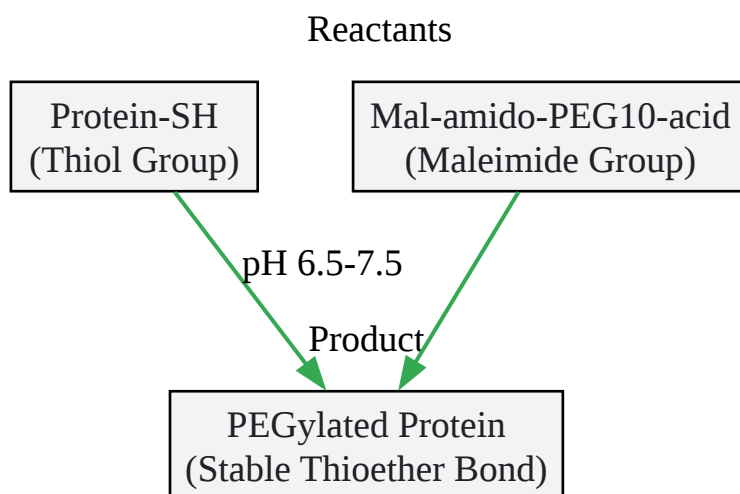 Reactants
Protein-SH
(Thiol Group)
Mal-amido-PEG10-acid
(Maleimide Group)
pH 6.5-7.5
Product
PEGylated Protein
(Stable Thioether Bond)